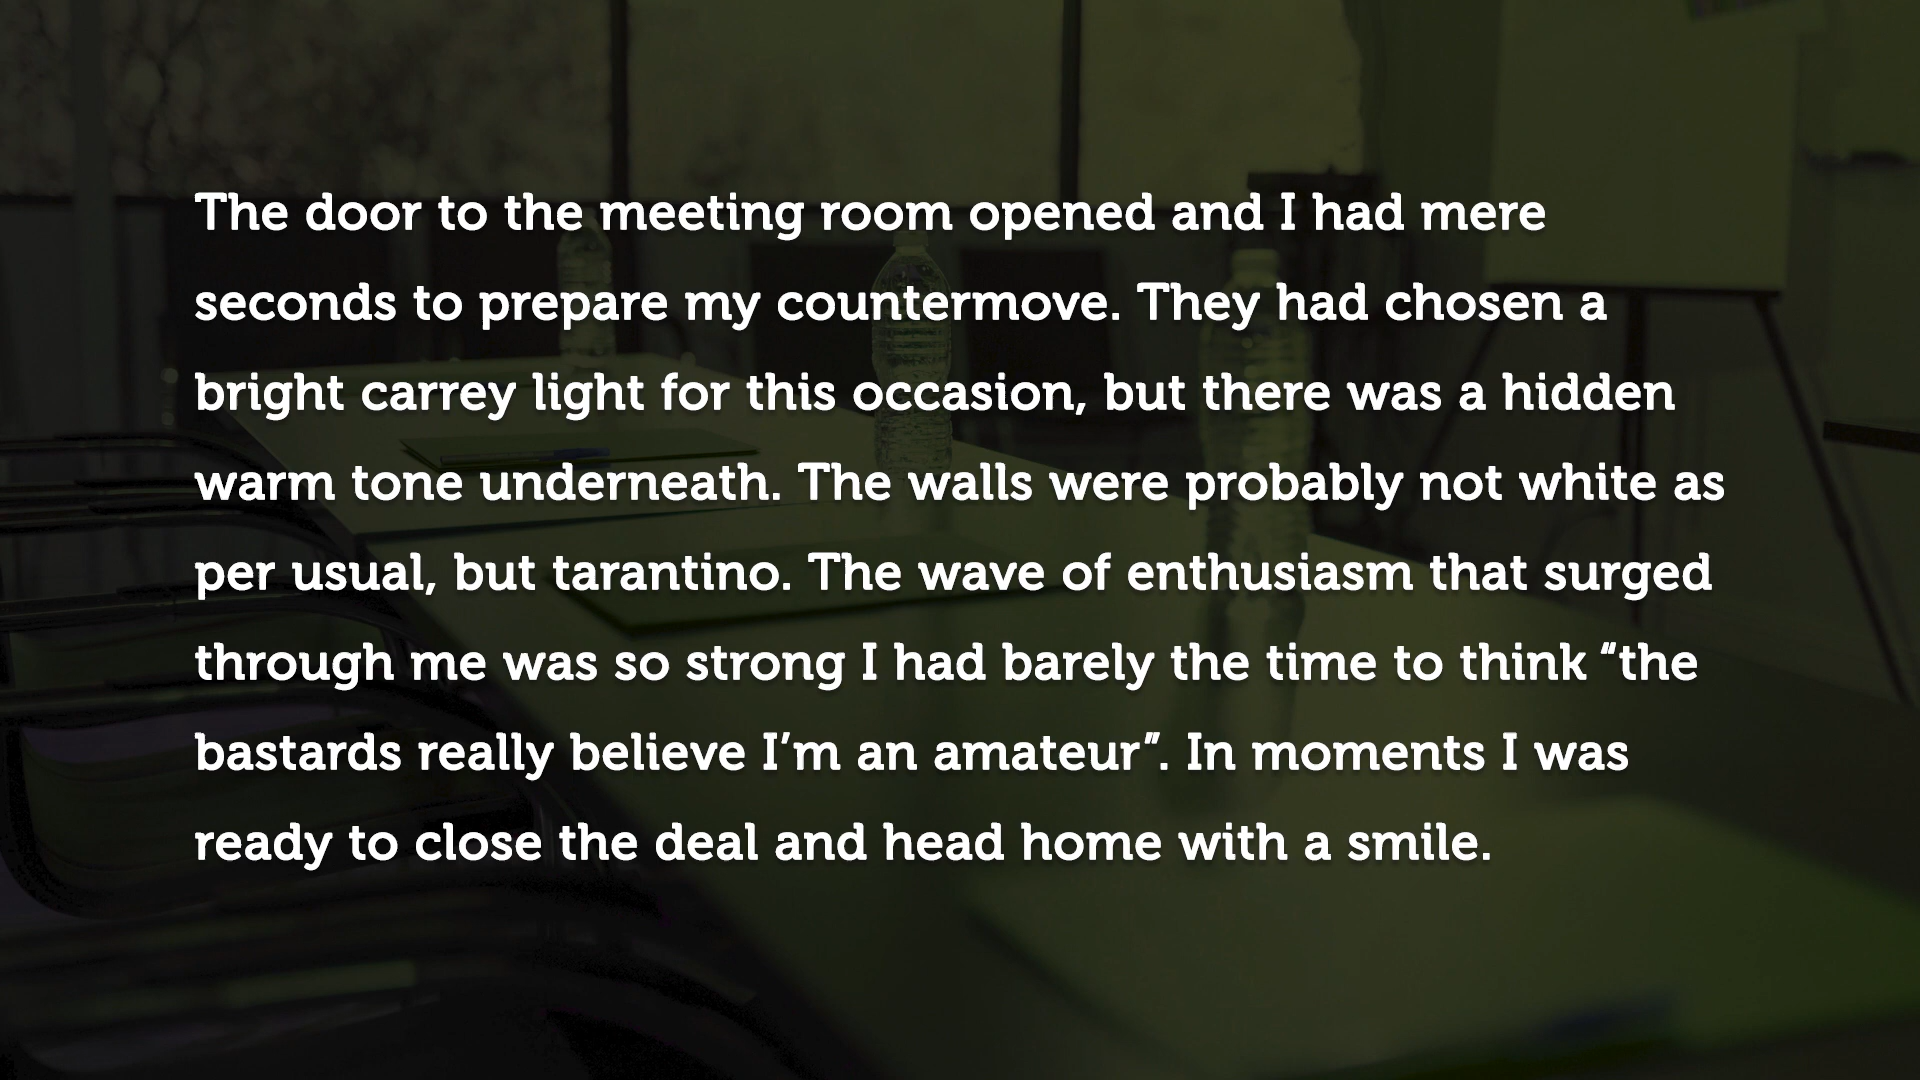 The door to the meeting room opened and I had mere
seconds to prepare my countermove. They had chosen a
bright carrey light for this occasion, but there was a hidden
warm tone underneath. The walls were probably not white as
per usual, but tarantino. The wave of enthusiasm that surged
through me was so strong I had barely the time to think “the
bastards really believe I’m an amateur”. In moments I was
ready to close the deal and head home with a smile.